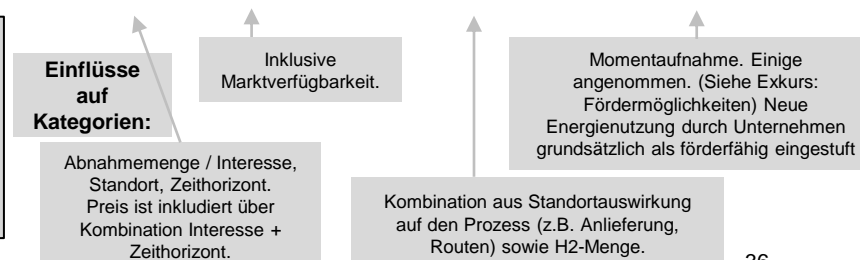 Einflüsse
auf
Kategorien:
Inklusive
Marktverfügbarkeit.
Momentaufnahme. Einige
angenommen. (Siehe Exkurs:
Fördermöglichkeiten) Neue
Energienutzung durch Unternehmen
grundsätzlich als förderfähig eingestuft
Abnahmemenge / Interesse,
Standort, Zeithorizont.
Preis ist inkludiert über
Kombination Interesse +
Zeithorizont.
Kombination aus Standortauswirkung
auf den Prozess (z.B. Anlieferung,
Routen) sowie H2-Menge.